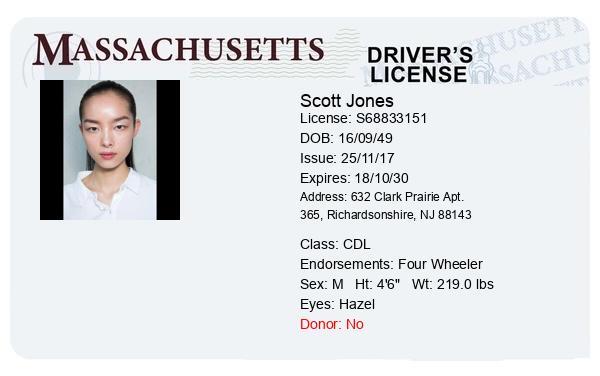 MASSACHUSETTS
DRIVER'S
LICENSE
Scott Jones
License: S68833151
DOB: 16/09/49
Issue: 25/11/17
Expires: 18/10/30
Address: 632 Clark Prairie Apt.
365, Richardsonshire, NJ 88143
Class: CDL
Endorsements: Four Wheeler
Sex: M Ht: 4'6" Wt: 219.0 lbs
Eyes: Hazel
Donor: No